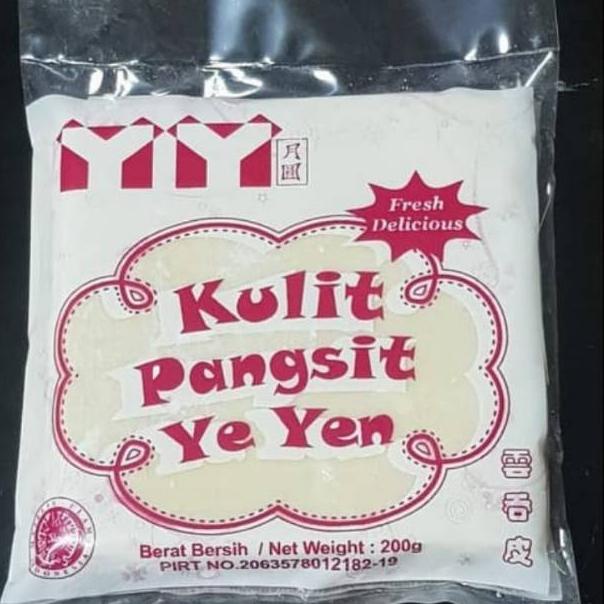 YY
月圓
Fresh
Delicious
Kulit
Pangsit
Ye Yen
雲吞皮
Berat Bersih / Net Weight : 200g
PIRT NO.2063578012182-19